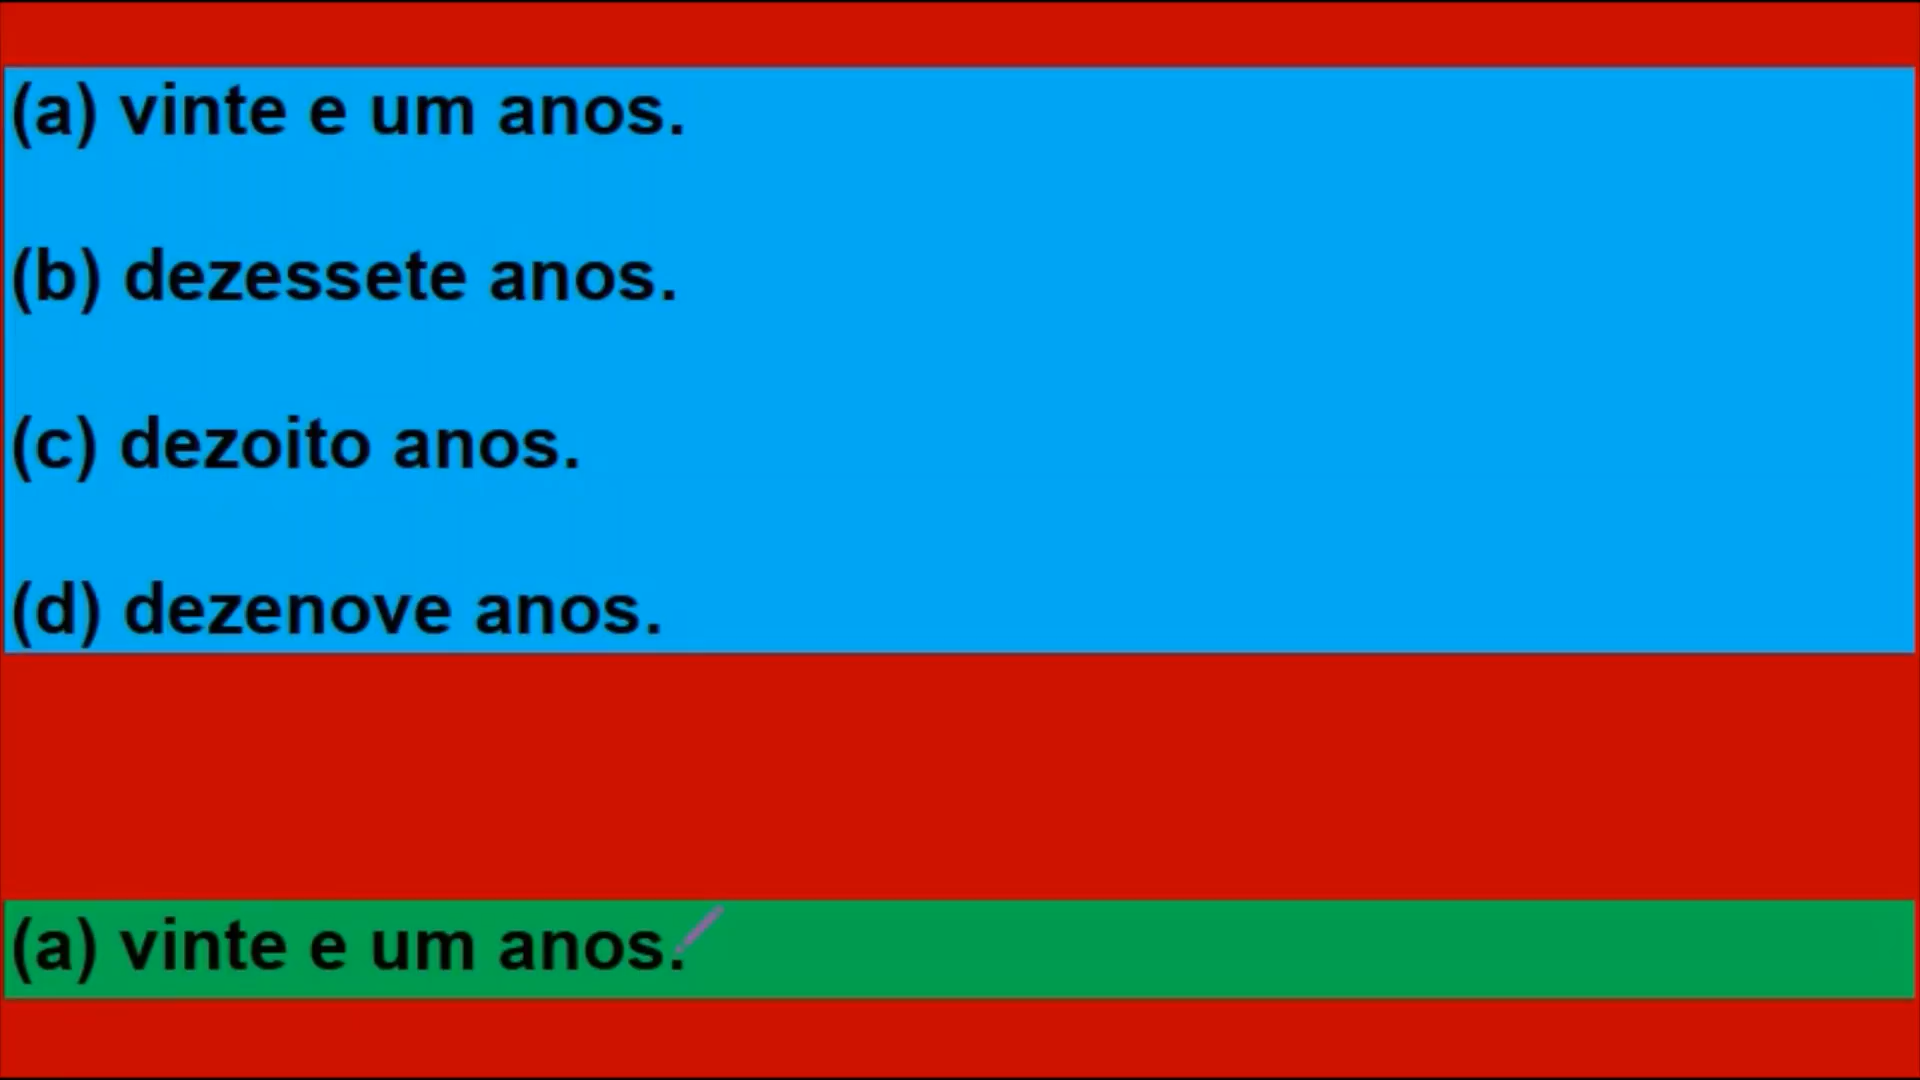 (a) vinte e um anos.
(b) dezessete anos.
(c) dezoito anos.
(d) dezenove anos.
(a) vinte e um anos.